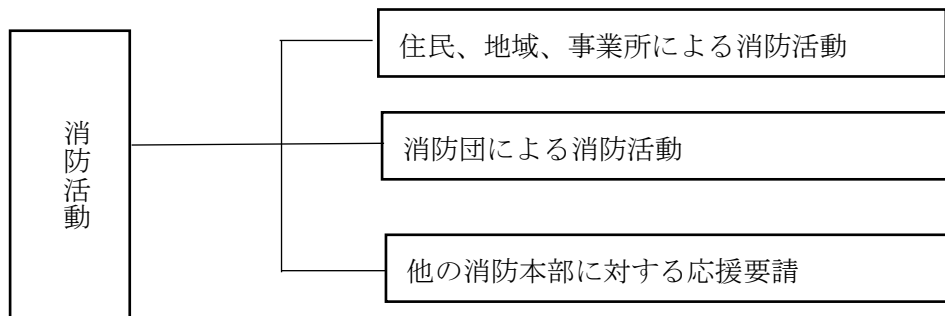 消防活動
住民、地域、事業所による消防活動
消防団による消防活動
他の消防本部に対する応援要請